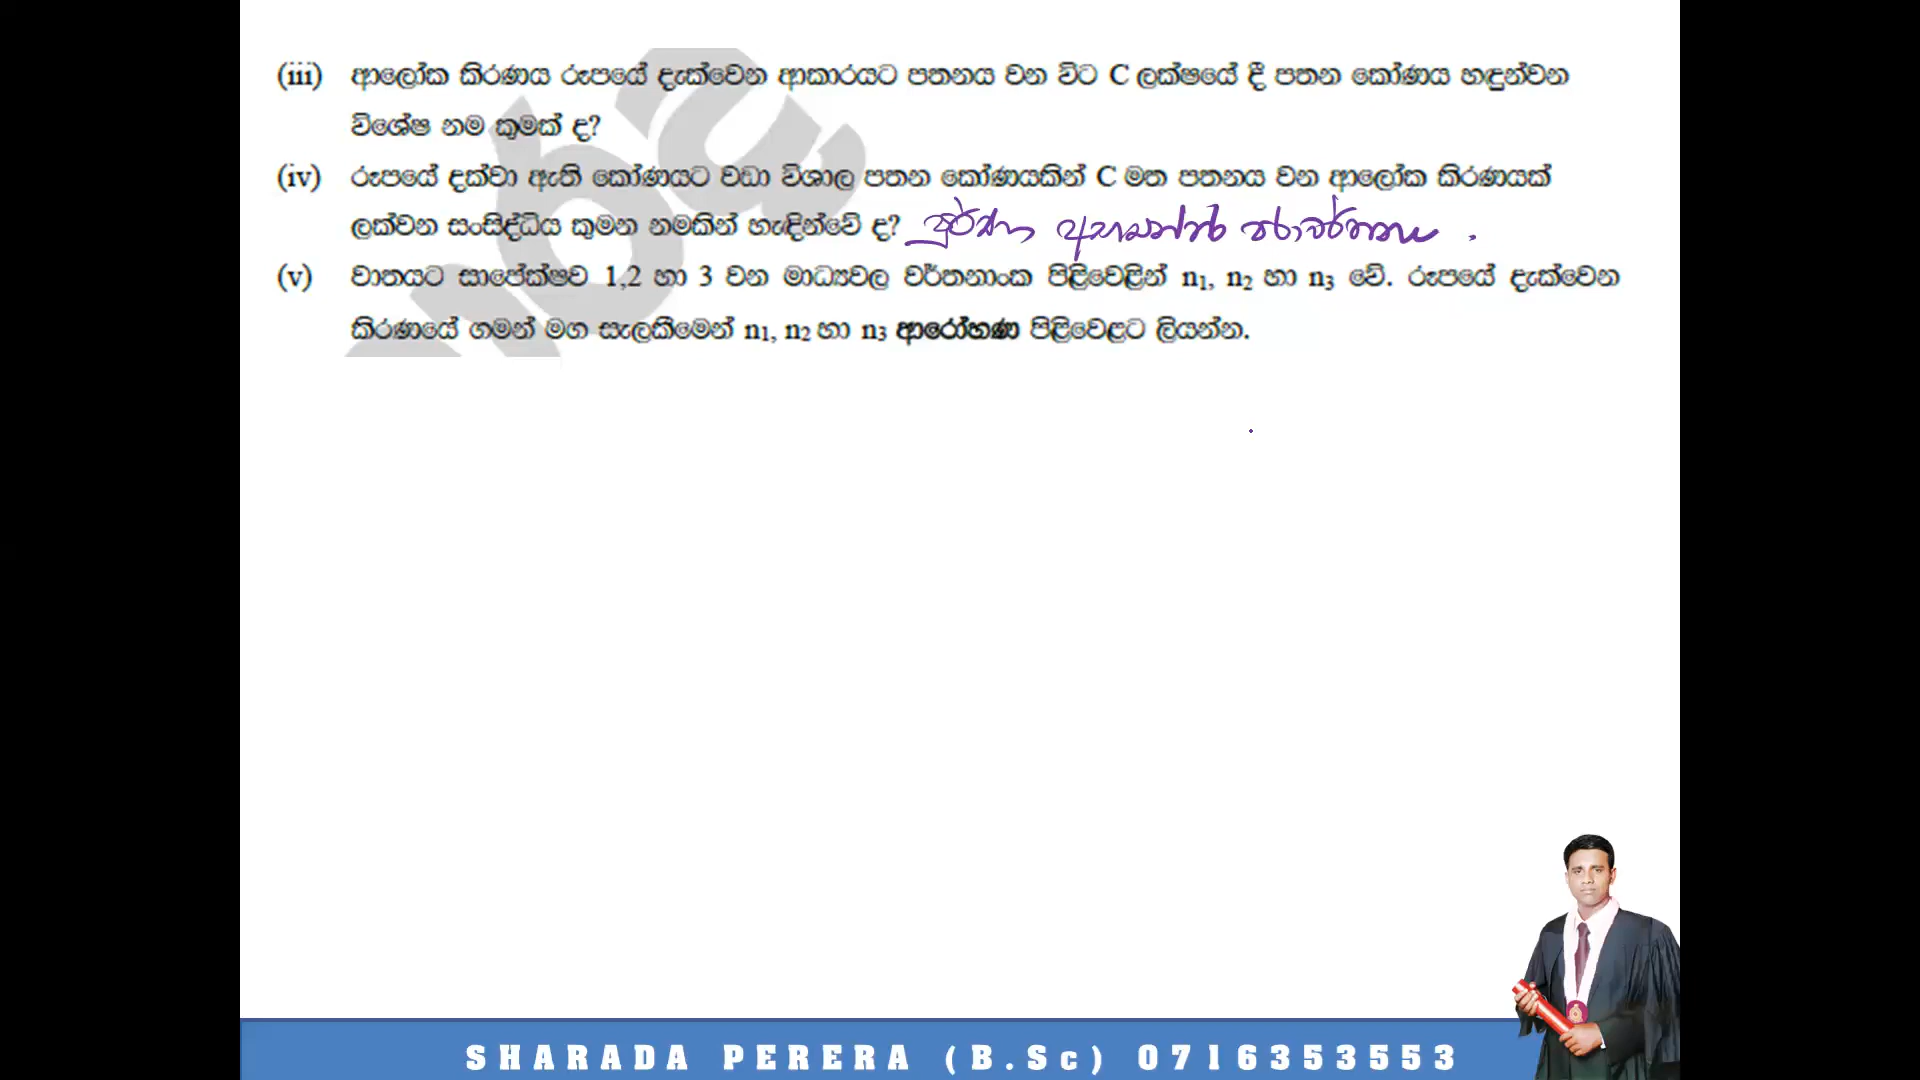 (iii) ආලෝක කිරණය රූපයේ දැක්වෙන ආකාරයට පතනය වන විට C ලක්ෂයේ දී පතන කෝණය හඳුන්වන
විශේෂ නම කුමක් ද?
(iv) රූපයේ දක්වා ඇති කෝණයට වඩා විශාල පතන කෝණයකින් C මත පතනය වන ආලෝක කිරණයක්
ලක්වන සංසිද්ධිය කුමන නමකින් හැඳින්වේ ද? පූර්ණ අභ්‍යන්තර පරාවර්තනය .
(v) වාතයට සාපේක්ෂව 1,2 හා 3 වන මාධ්‍යවල වර්තනාංක පිළිවෙළින් n₁, n₂ හා n₃ වේ. රූපයේ දැක්වෙන
කිරණයේ ගමන් මග සැලකීමෙන් n₁, n₂ හා n₃ ආරෝහණ පිළිවෙළට ලියන්න.
SHARADA PERERA (B.Sc) 0716353553